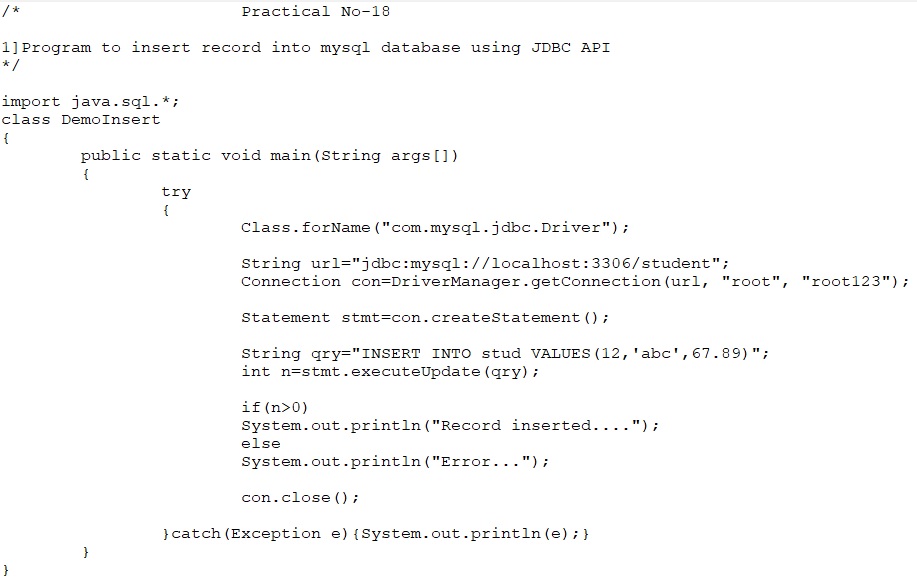 /*                      Practical No-18
1]Program to insert record into mysql database using JDBC API
*/
import java.sql.*;
class DemoInsert
{
        public static void main(String args[])
        {
                try
                {
                        Class.forName("com.mysql.jdbc.Driver");
                        String url="jdbc:mysql://localhost:3306/student";
                        Connection con=DriverManager.getConnection(url, "root", "root123");
                        Statement stmt=con.createStatement();
                        String qry="INSERT INTO stud VALUES(12,'abc',67.89)";
                        int n=stmt.executeUpdate(qry);
                        if(n>0)
                        System.out.println("Record inserted....");
                        else
                        System.out.println("Error...");
                        con.close();
                }catch(Exception e){System.out.println(e);}
        }
}